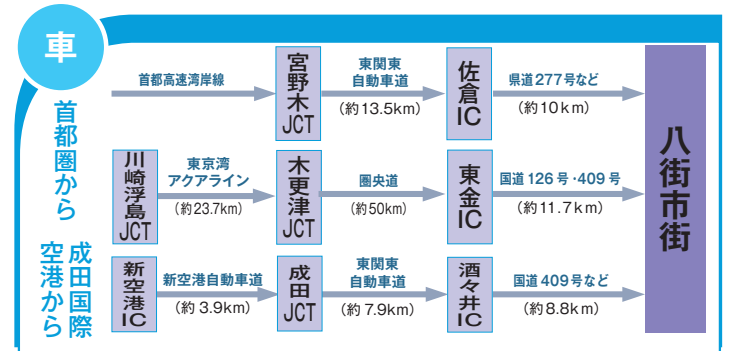 車
首都圏から
成田国際
空港から
首都高速湾岸線
宮野木JCT
東関東
自動車道
(約13.5km)
佐倉IC
県道277号など
(約10km)
川崎浮島JCT
東京湾
アクアライン
(約23.7km)
木更津JCT
圏央道
(約50km)
東金IC
国道126号・409号
(約11.7km)
新空港IC
新空港自動車道
(約3.9km)
成田JCT
東関東
自動車道
(約7.9km)
酒々井IC
国道409号など
(約8.8km)
八街市街